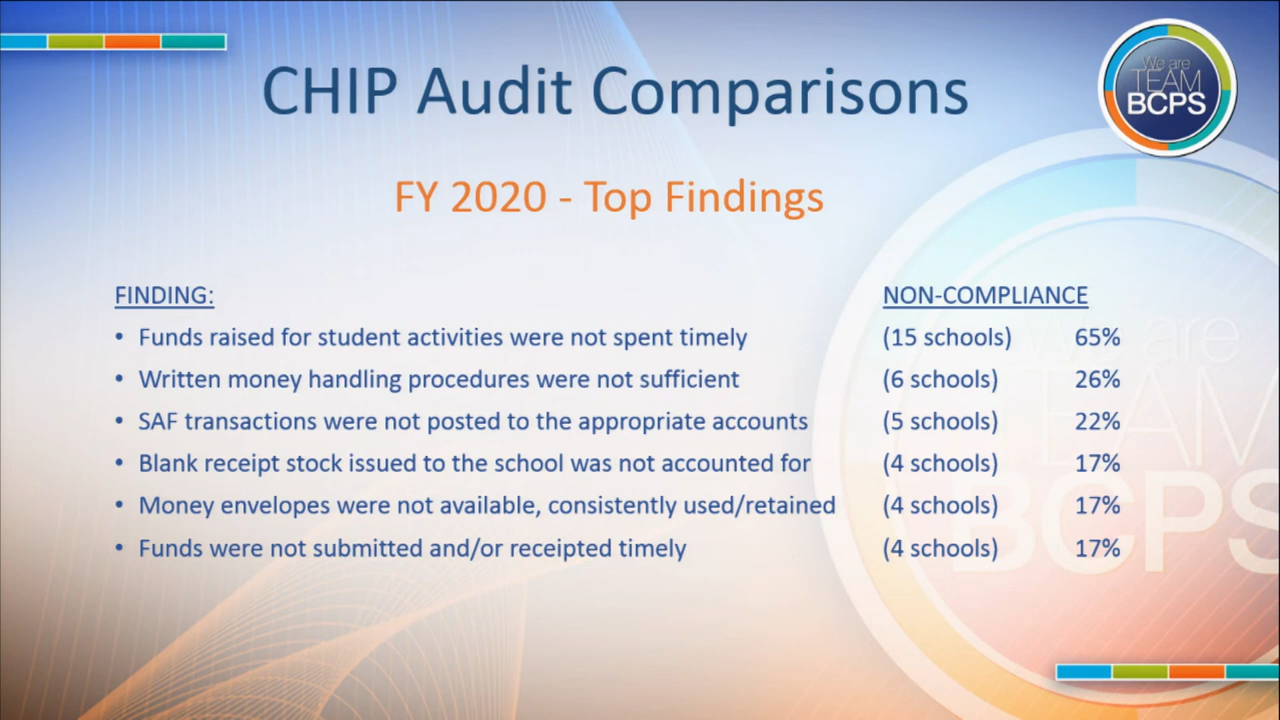 We are
TEAM
BCPS
CHIP Audit Comparisons
FY 2020 - Top Findings
FINDING: NON-COMPLIANCE
• Funds raised for student activities were not spent timely (15 schools) 65%
• Written money handling procedures were not sufficient (6 schools) 26%
• SAF transactions were not posted to the appropriate accounts (5 schools) 22%
• Blank receipt stock issued to the school was not accounted for (4 schools) 17%
• Money envelopes were not available, consistently used/retained (4 schools) 17%
• Funds were not submitted and/or receipted timely (4 schools) 17%
We are
TEAM
BCPS